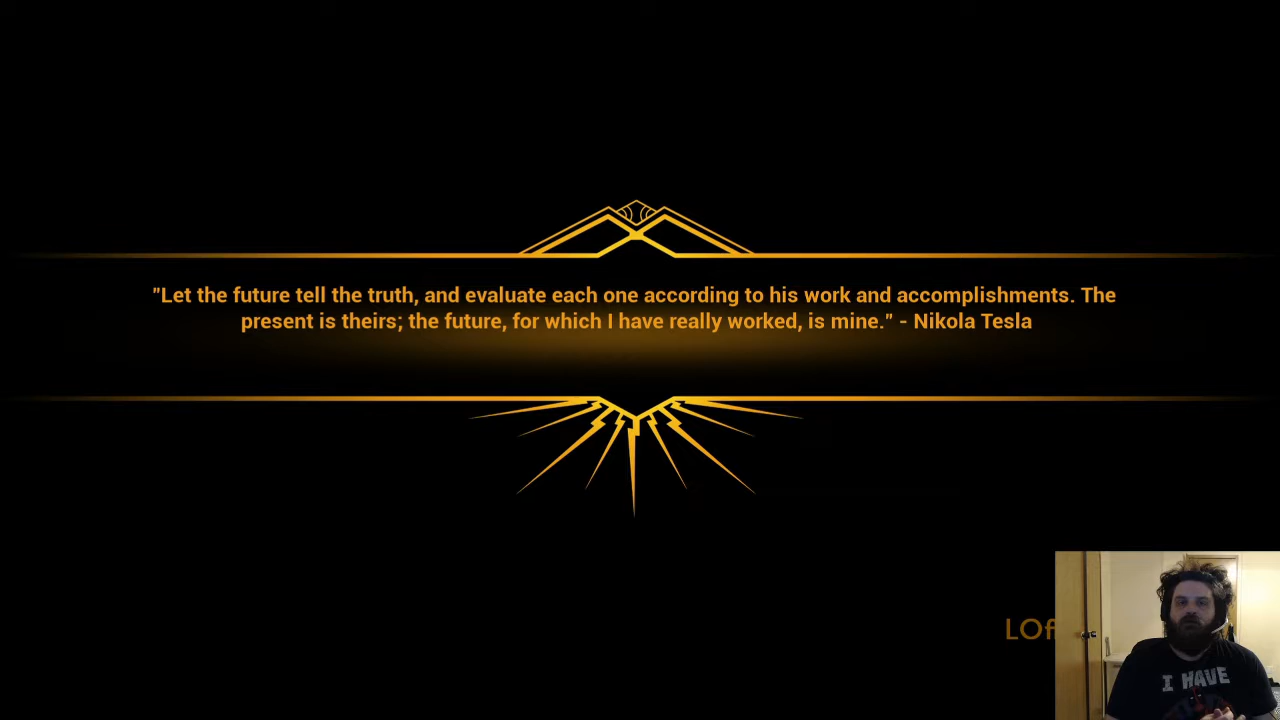 "Let the future tell the truth, and evaluate each one according to his work and accomplishments. The
present is theirs; the future, for which I have really worked, is mine." - Nikola Tesla
I HAVE